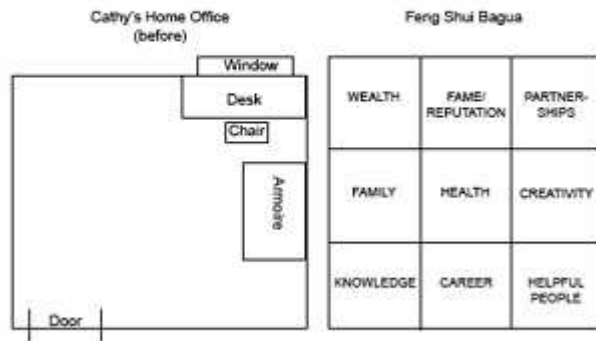 Cathy's Home Office
(before)
Window
Desk
Chair
Armoire
Door
Feng Shui Bagua
WEALTH
FAME/
REPUTATION
PARTNER-
SHIPS
FAMILY
HEALTH
CREATIVITY
KNOWLEDGE
CAREER
HELPFUL
PEOPLE